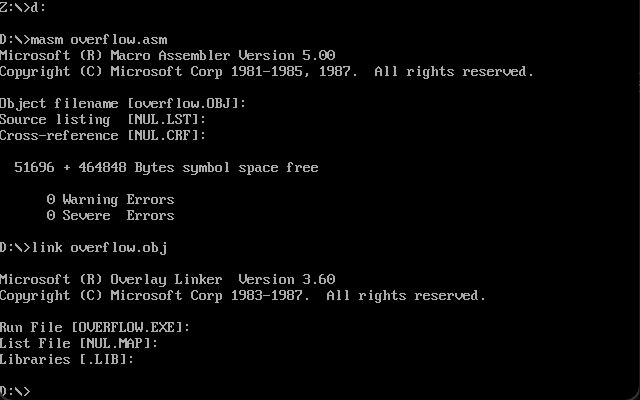 Z:\>d:
D:\>masm overflow.asm
Microsoft (R) Macro Assembler Version 5.00
Copyright (C) Microsoft Corp 1981-1985, 1987.  All rights reserved.
Object filename [overflow.OBJ]:
Source listing  [NUL.LST]:
Cross-reference [NUL.CRF]:
  51696 + 464848 Bytes symbol space free
      0 Warning Errors
      0 Severe  Errors
D:\>link overflow.obj
Microsoft (R) Overlay Linker  Version 3.60
Copyright (C) Microsoft Corp 1983-1987.  All rights reserved.
Run File [OVERFLOW.EXE]:
List File [NUL.MAP]:
Libraries [.LIB]:
D:\>